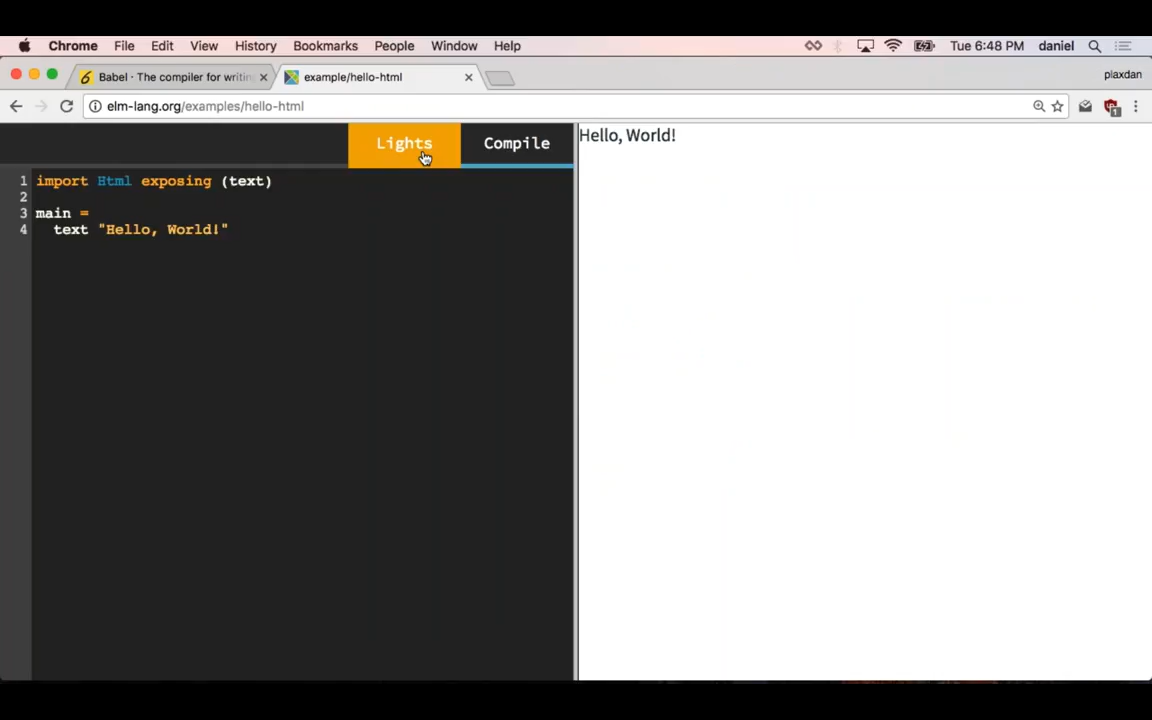 Chrome File Edit View History Bookmarks People Window Help Tue 6:48 PM daniel
Babel · The compiler for writin example/hello-html plaxdan
elm-lang.org/examples/hello-html
Lights Compile
Hello, World!
1 import Html exposing (text)
2
3 main =
4 text "Hello, World!"